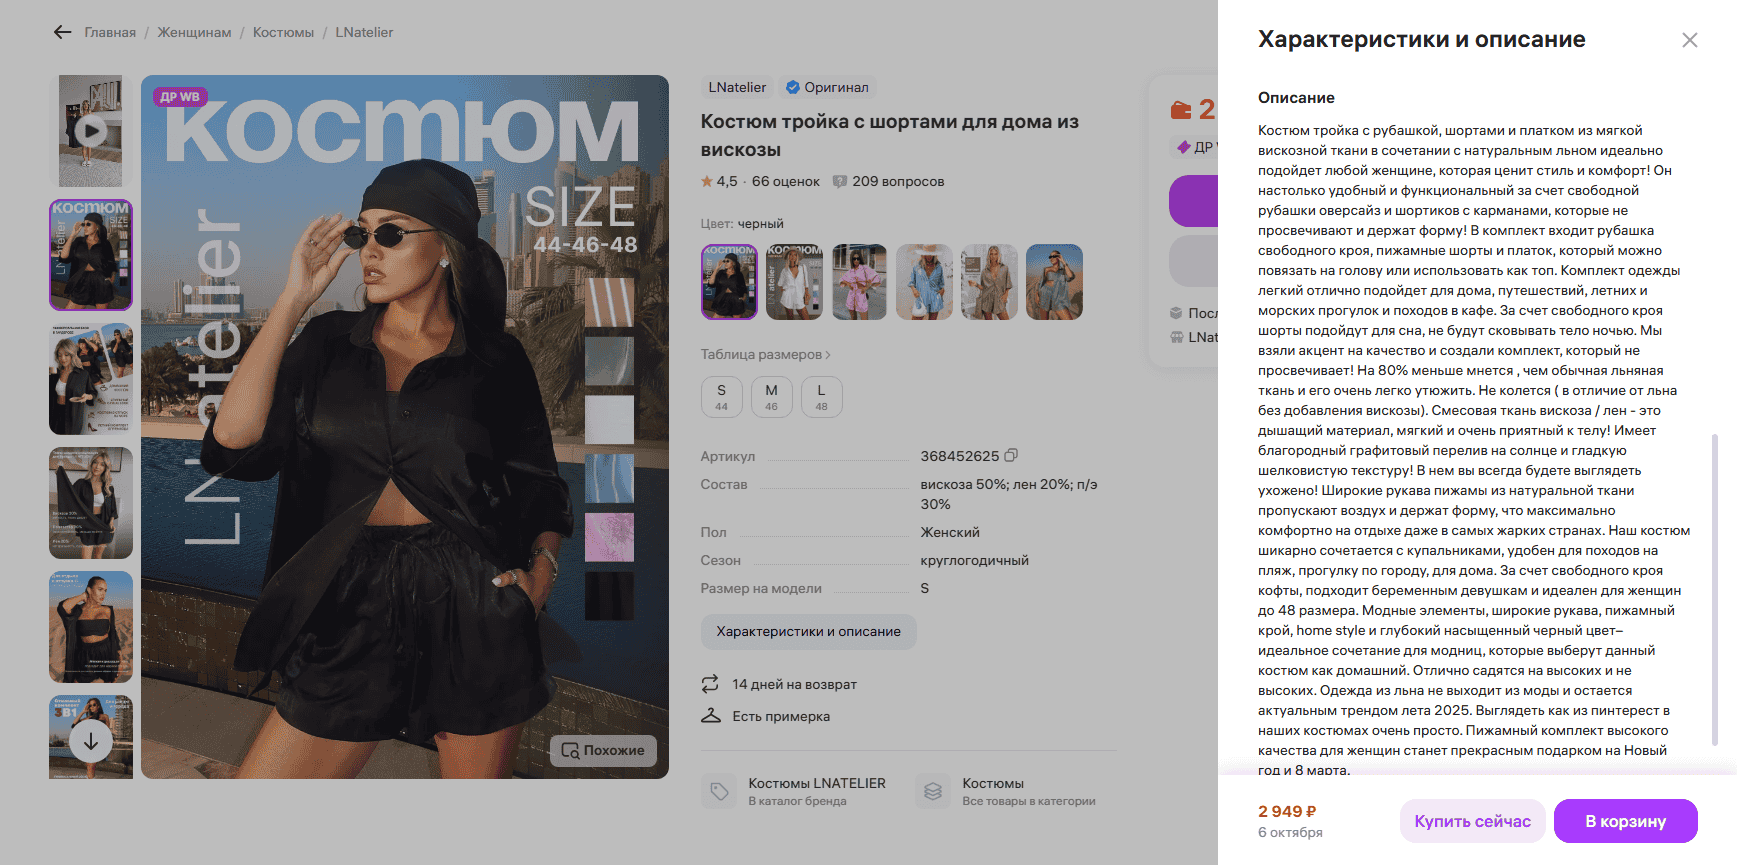 Главная / Женщинам / Костюмы / LNatelier
ДР WB
костюм
SIZE
44-46-48
LNatelier
Похожие
LNatelier
Оригинал
Костюм тройка с шортами для дома из
вискозы
4,5 · 66 оценок 209 вопросов
Цвет: черный
Таблица размеров
S M L
44 46 48
Артикул 368452625
Состав вискоза 50%; лен 20%; п/э
30%
Пол Женский
Сезон круглогодичный
Размер на модели S
Характеристики и описание
14 дней на возврат
Есть примерка
Костюмы LNATELIER
В каталог бренда
Костюмы
Все товары в категории
2
ДР
Посл
LNat
Характеристики и описание
Описание
Костюм тройка с рубашкой, шортами и платком из мягкой
вискозной ткани в сочетании с натуральным льном идеально
подойдет любой женщине, которая ценит стиль и комфорт! Он
настолько удобный и функциональный за счет свободной
рубашки оверсайз и шортиков с карманами, которые не
просвечивают и держат форму! В комплект входит рубашка
свободного кроя, пижамные шорты и платок, который можно
повязать на голову или использовать как топ. Комплект одежды
легкий отлично подойдет для дома, путешествий, летних и
морских прогулок и походов в кафе. За счет свободного кроя
шорты подойдут для сна, не будут сковывать тело ночью. Мы
взяли акцент на качество и создали комплект, который не
просвечивает! На 80% меньше мнется , чем обычная льняная
ткань и его очень легко утюжить. Не колется ( в отличие от льна
без добавления вискозы). Смесовая ткань вискоза / лен - это
дышащий материал, мягкий и очень приятный к телу! Имеет
благородный графитовый перелив на солнце и гладкую
шелковистую текстуру! В нем вы всегда будете выглядеть
ухожено! Широкие рукава пижамы из натуральной ткани
пропускают воздух и держат форму, что максимально
комфортно на отдыхе даже в самых жарких странах. Наш костюм
шикарно сочетается с купальниками, удобен для походов на
пляж, прогулку по городу, для дома. За счет свободного кроя
кофты, подходит беременным девушкам и идеален для женщин
до 48 размера. Модные элементы, широкие рукава, пижамный
крой, home style и глубокий насыщенный черный цвет–
идеальное сочетание для модниц, которые выберут данный
костюм как домашний. Отлично садятся на высоких и не
высоких. Одежда из льна не выходит из моды и остается
актуальным трендом лета 2025. Выглядеть как из пинтерест в
наших костюмах очень просто. Пижамный комплект высокого
качества для женщин станет прекрасным подарком на Новый
год и 8 марта.
2 949 ₽
6 октября
Купить сейчас
В корзину